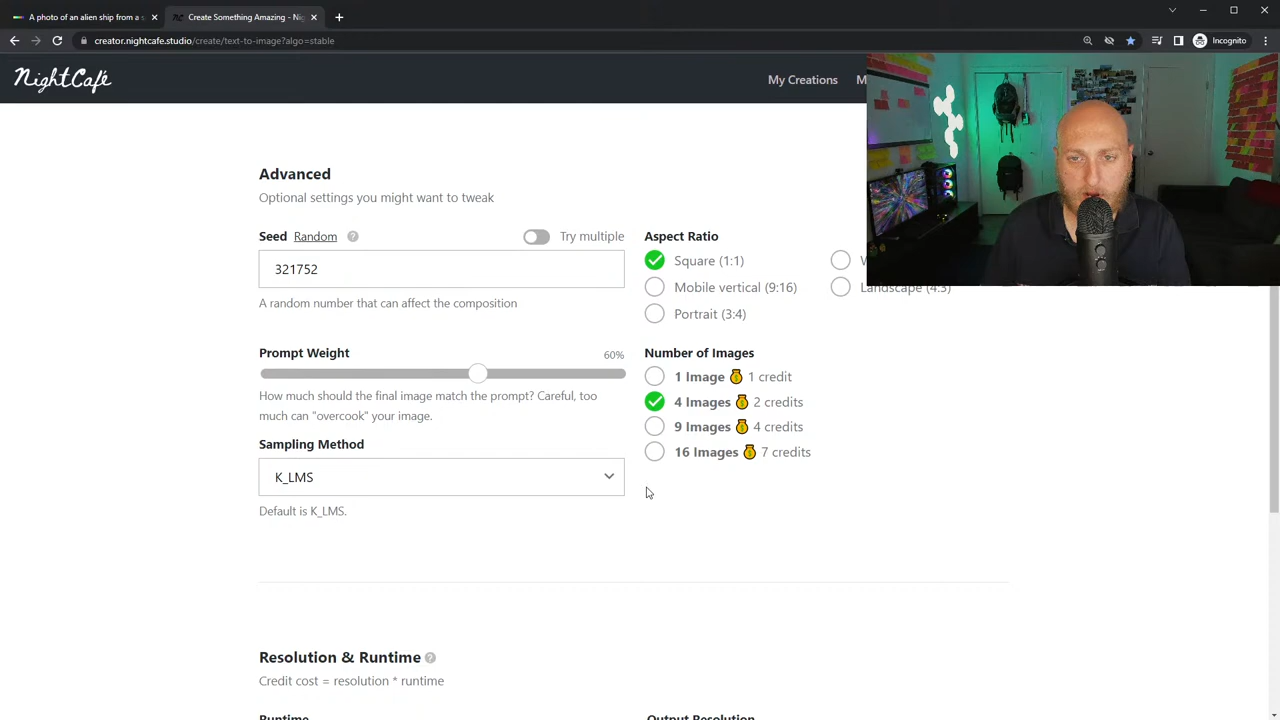 A photo of an alien ship from a s
Create Something Amazing - Nig
creator.nightcafe.studio/create/text-to-image?algo=stable
Incognito
NightCafé
My Creations
Advanced
Optional settings you might want to tweak
Seed Random
Try multiple
321752
A random number that can affect the composition
Prompt Weight
60%
How much should the final image match the prompt? Careful, too
much can "overcook" your image.
Sampling Method
K_LMS
Default is K_LMS.
Aspect Ratio
Square (1:1)
Mobile vertical (9:16)
Landscape (4:3)
Portrait (3:4)
Number of Images
1 Image 1 credit
4 Images 2 credits
9 Images 4 credits
16 Images 7 credits
Resolution & Runtime
Credit cost = resolution * runtime
Runtime
Output Resolution